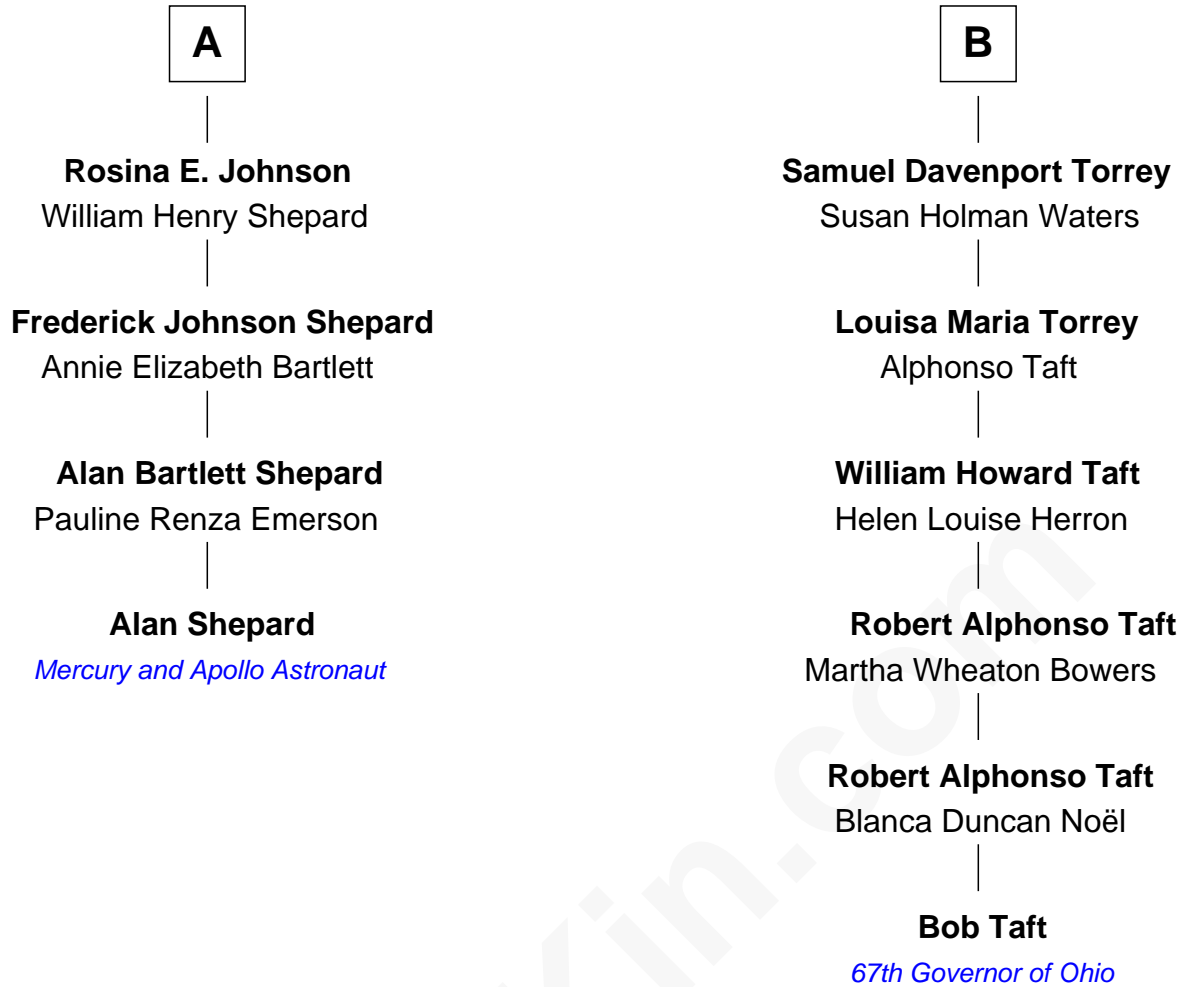 A
Rosina E. Johnson
William Henry Shepard
Frederick Johnson Shepard
Annie Elizabeth Bartlett
Alan Bartlett Shepard
Pauline Renza Emerson
Alan Shepard
Mercury and Apollo Astronaut
B
Samuel Davenport Torrey
Susan Holman Waters
Louisa Maria Torrey
Alphonso Taft
William Howard Taft
Helen Louise Herron
Robert Alphonso Taft
Martha Wheaton Bowers
Robert Alphonso Taft
Blanca Duncan Noël
Bob Taft
67th Governor of Ohio
Kin.com